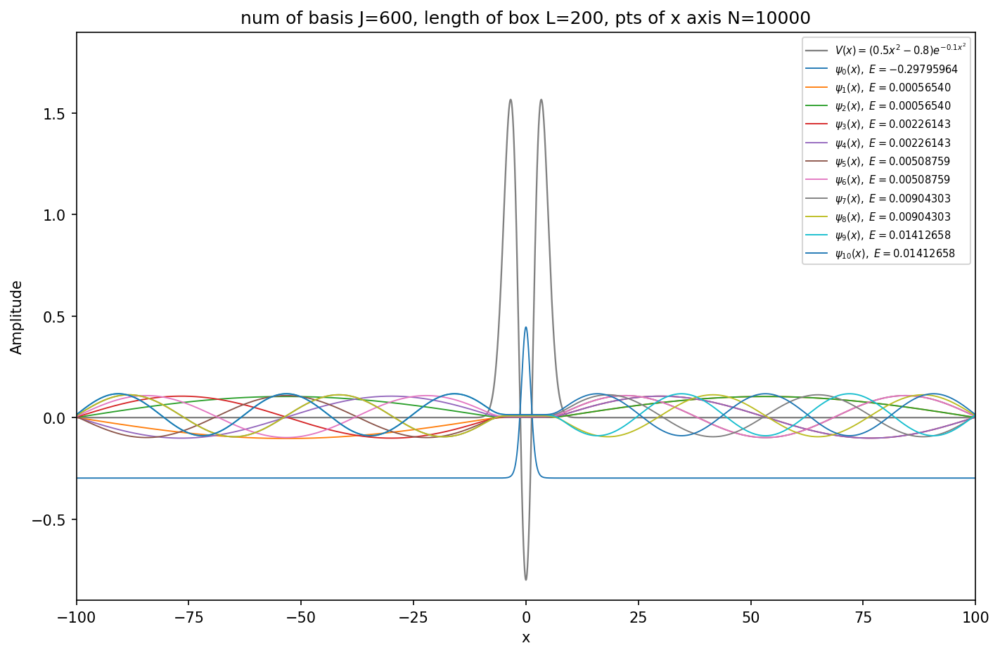 num of basis J=600, length of box L=200, pts of x axis N=10000
V(x) = (0.5x² − 0.8)e^{−0.1x²}
ψ₀(x), E = −0.29795964
ψ₁(x), E = 0.00056540
ψ₂(x), E = 0.00056540
ψ₃(x), E = 0.00226143
ψ₄(x), E = 0.00226143
ψ₅(x), E = 0.00508759
ψ₆(x), E = 0.00508759
ψ₇(x), E = 0.00904303
ψ₈(x), E = 0.00904303
ψ₉(x), E = 0.01412658
ψ₁₀(x), E = 0.01412658
Amplitude
1.5
1.0
0.5
0.0
−0.5
−100 −75 −50 −25 0 25 50 75 100
x